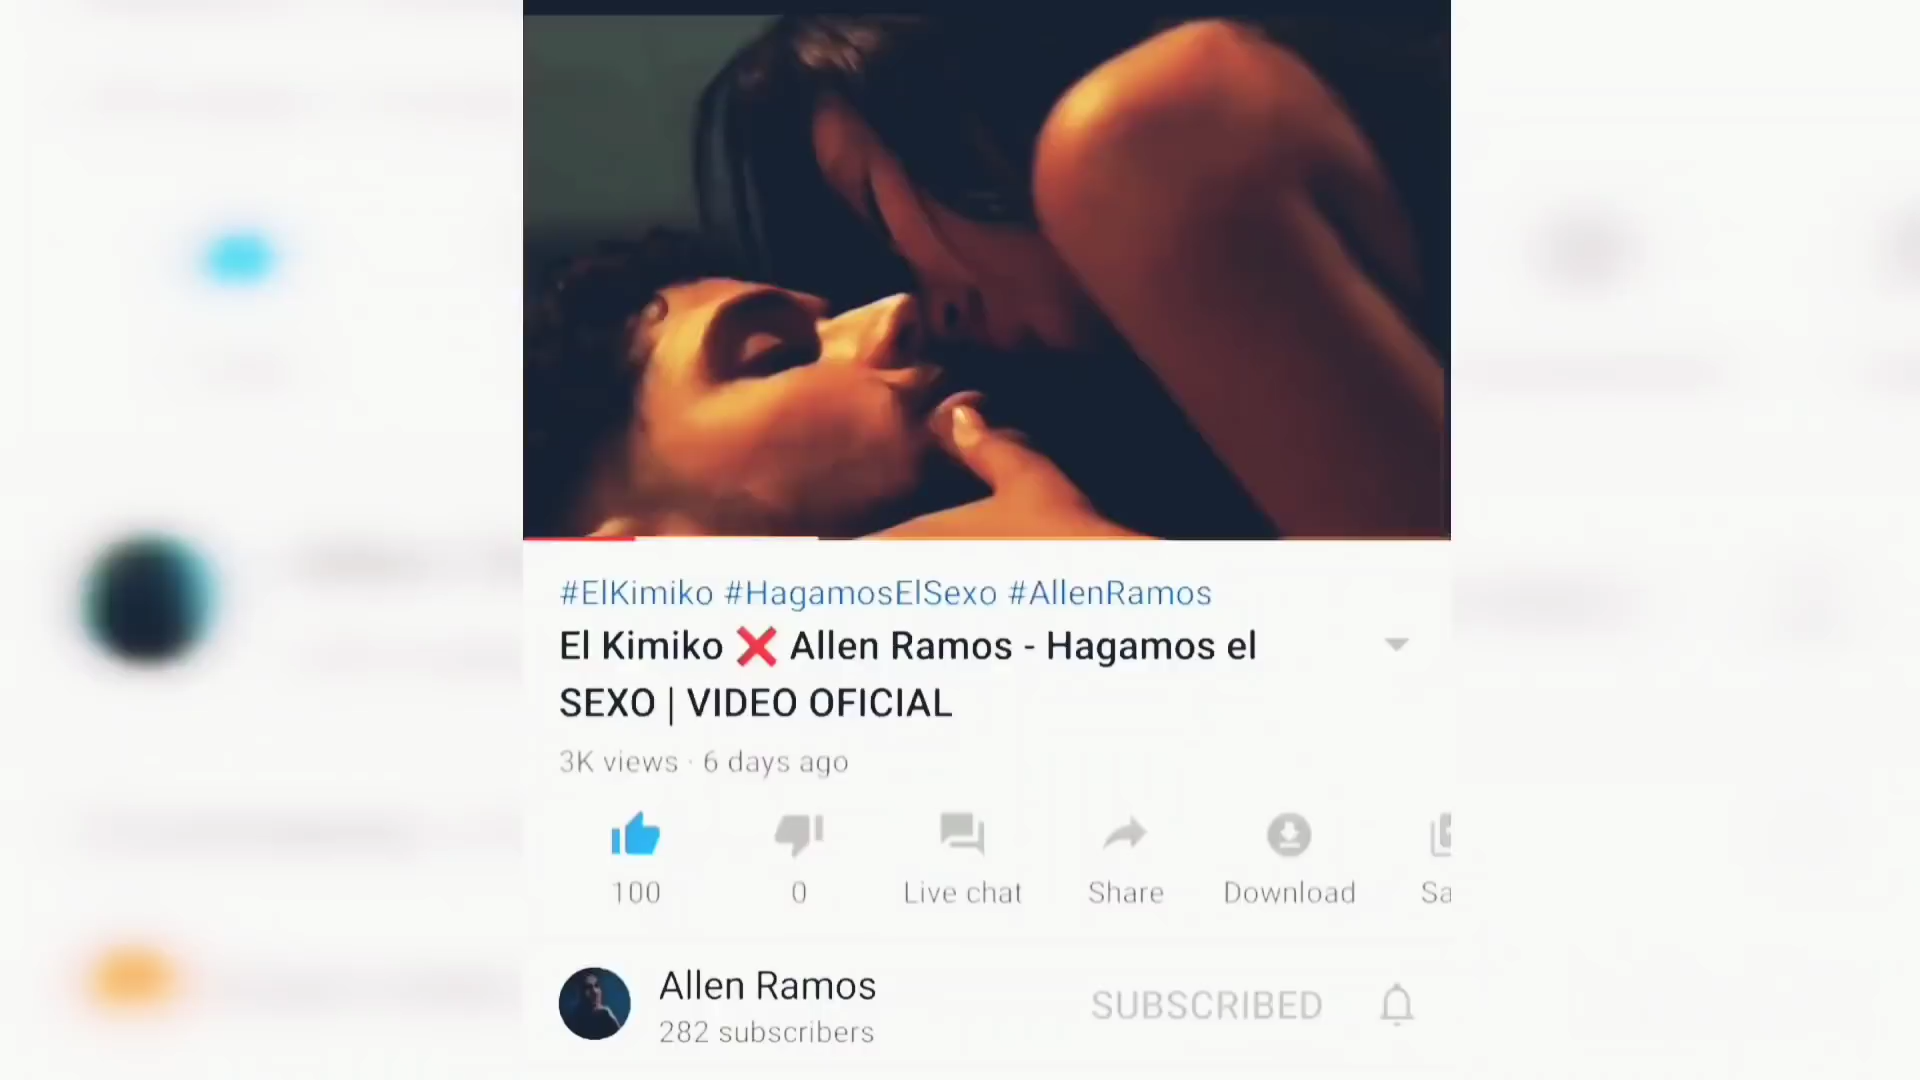 #ElKimiko #HagamosElSexo #AllenRamos
El Kimiko ❌ Allen Ramos - Hagamos el
SEXO | VIDEO OFICIAL
3K views · 6 days ago
100 0 Live chat Share Download Sa
Allen Ramos
282 subscribers
SUBSCRIBED